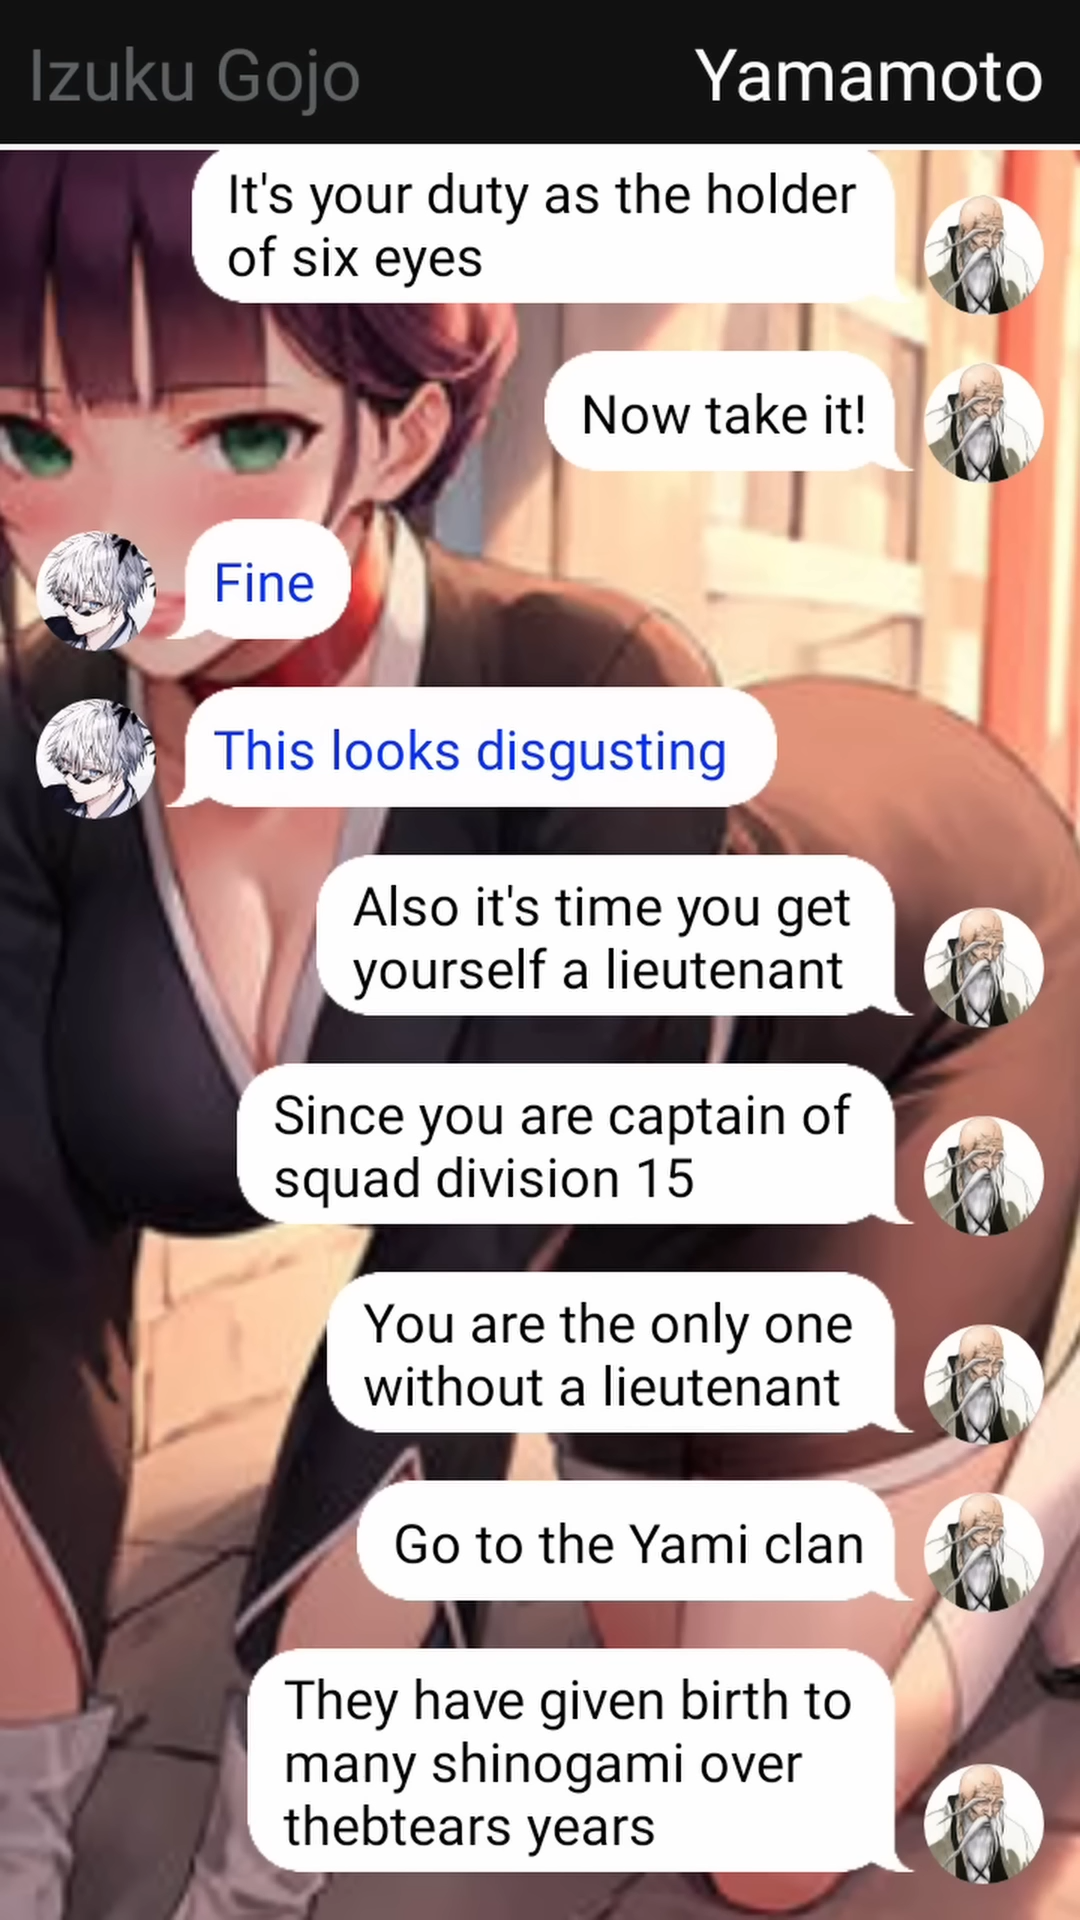 Izuku Gojo
Yamamoto
It's your duty as the holder
of six eyes
Now take it!
Fine
This looks disgusting
Also it's time you get
yourself a lieutenant
Since you are captain of
squad division 15
You are the only one
without a lieutenant
Go to the Yami clan
They have given birth to
many shinogami over
thebtears years